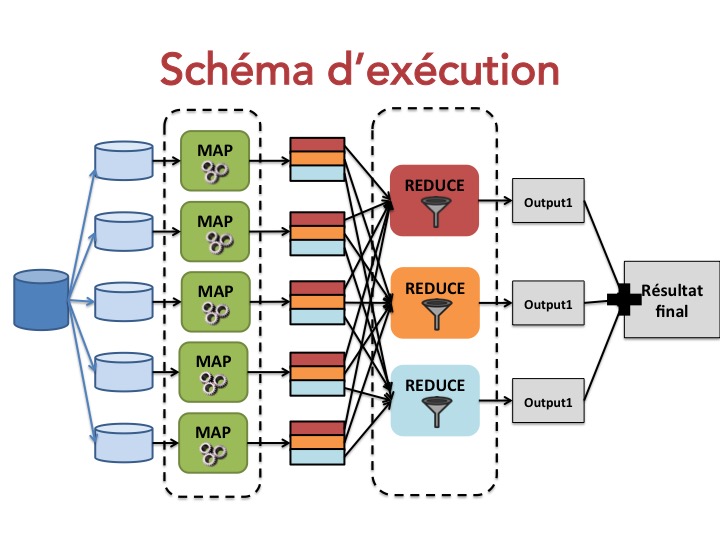 Schéma d’exécution
MAP
MAP
MAP
MAP
MAP
REDUCE
REDUCE
REDUCE
Output1
Output1
Output1
Résultat
final